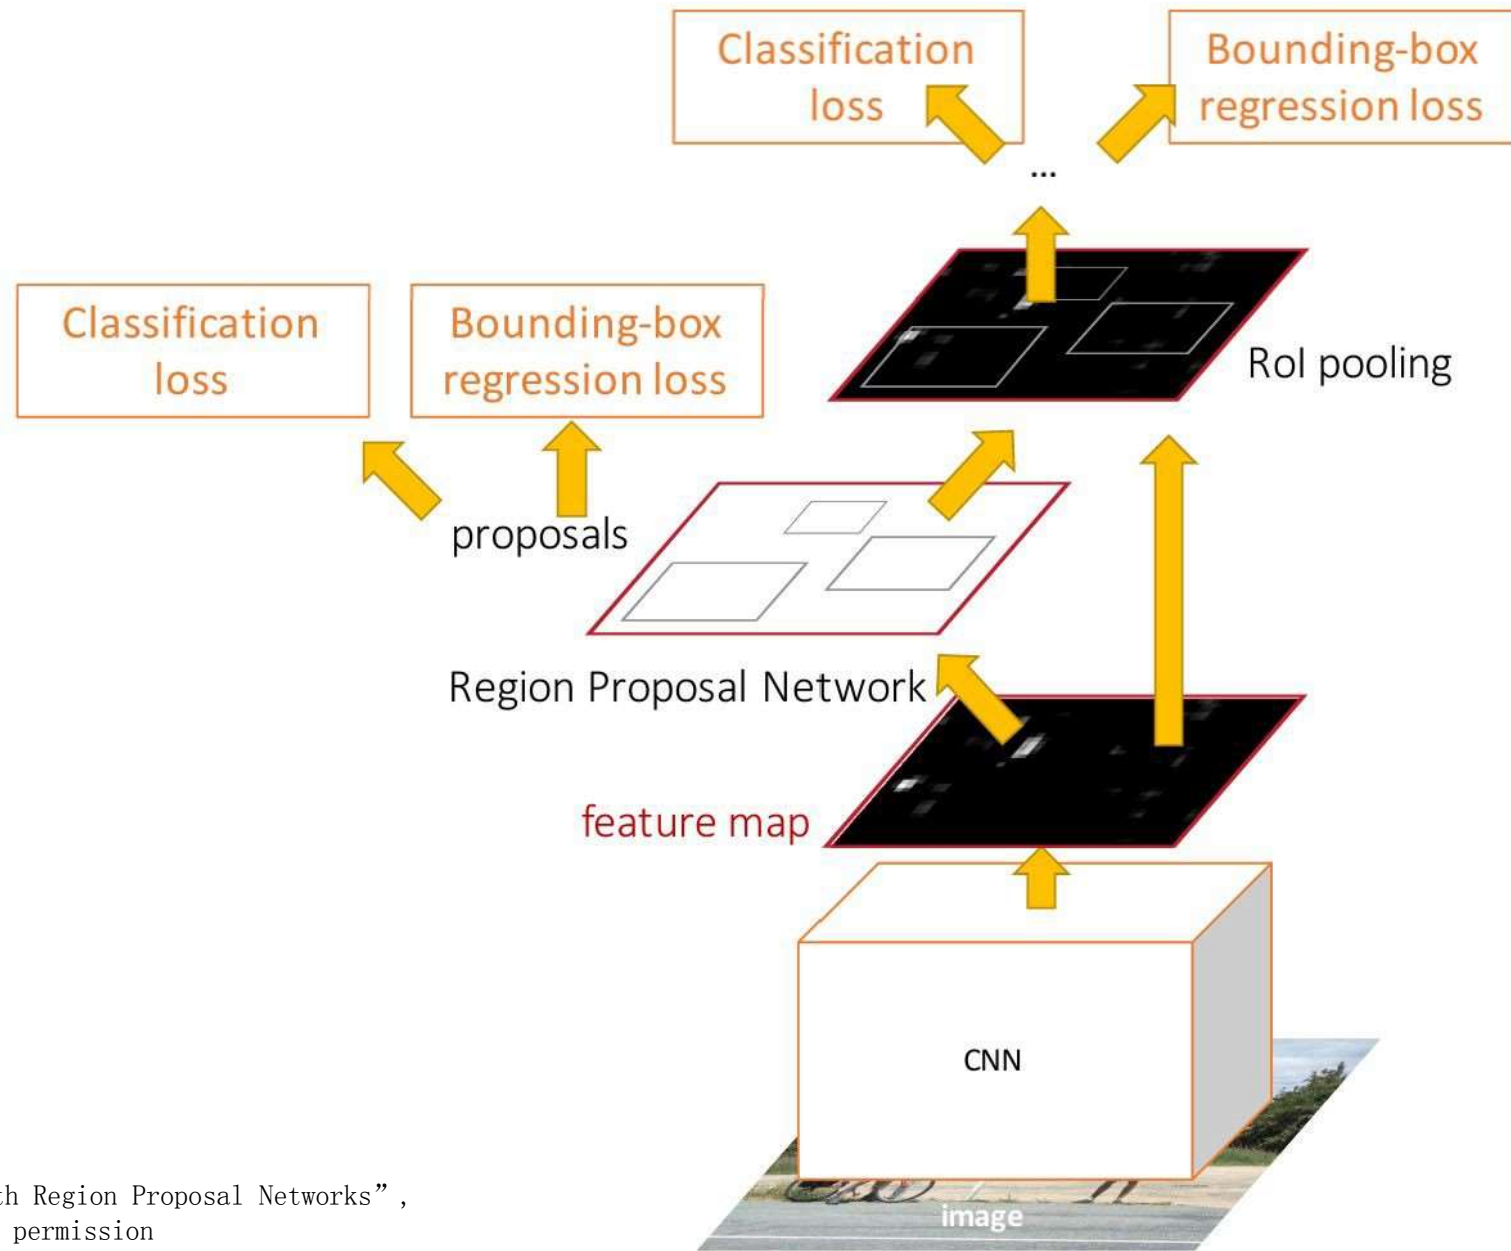 Classification
loss
Bounding-box
regression loss
...
Classification
loss
Bounding-box
regression loss
RoI pooling
proposals
Region Proposal Network
feature map
CNN
image
Region Proposal Networks”,
permission